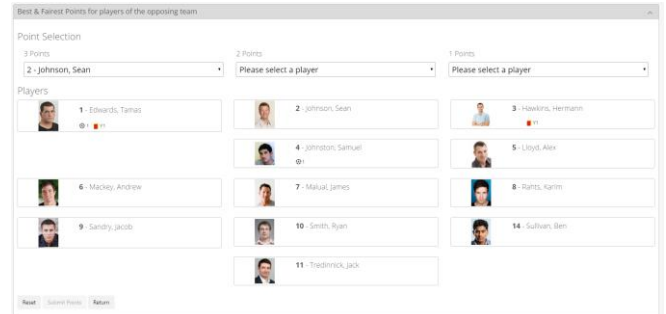 Best & Fairest Points for players of the opposing team
Point Selection
3 Points
2 Points
1 Points
2 - Johnson, Sean
Please select a player
Please select a player
Players
1 - Edwards, Tamas
2 - Johnson, Sean
3 - Hawkins, Hermann
4 - Johnston, Samuel
5 - Lloyd, Alex
6 - Mackey, Andrew
7 - Malual, James
8 - Rahts, Karim
9 - Sandry, Jacob
10 - Smith, Ryan
14 - Sullivan, Ben
11 - Tredinnick, Jack
Reset
Submit Points
Return